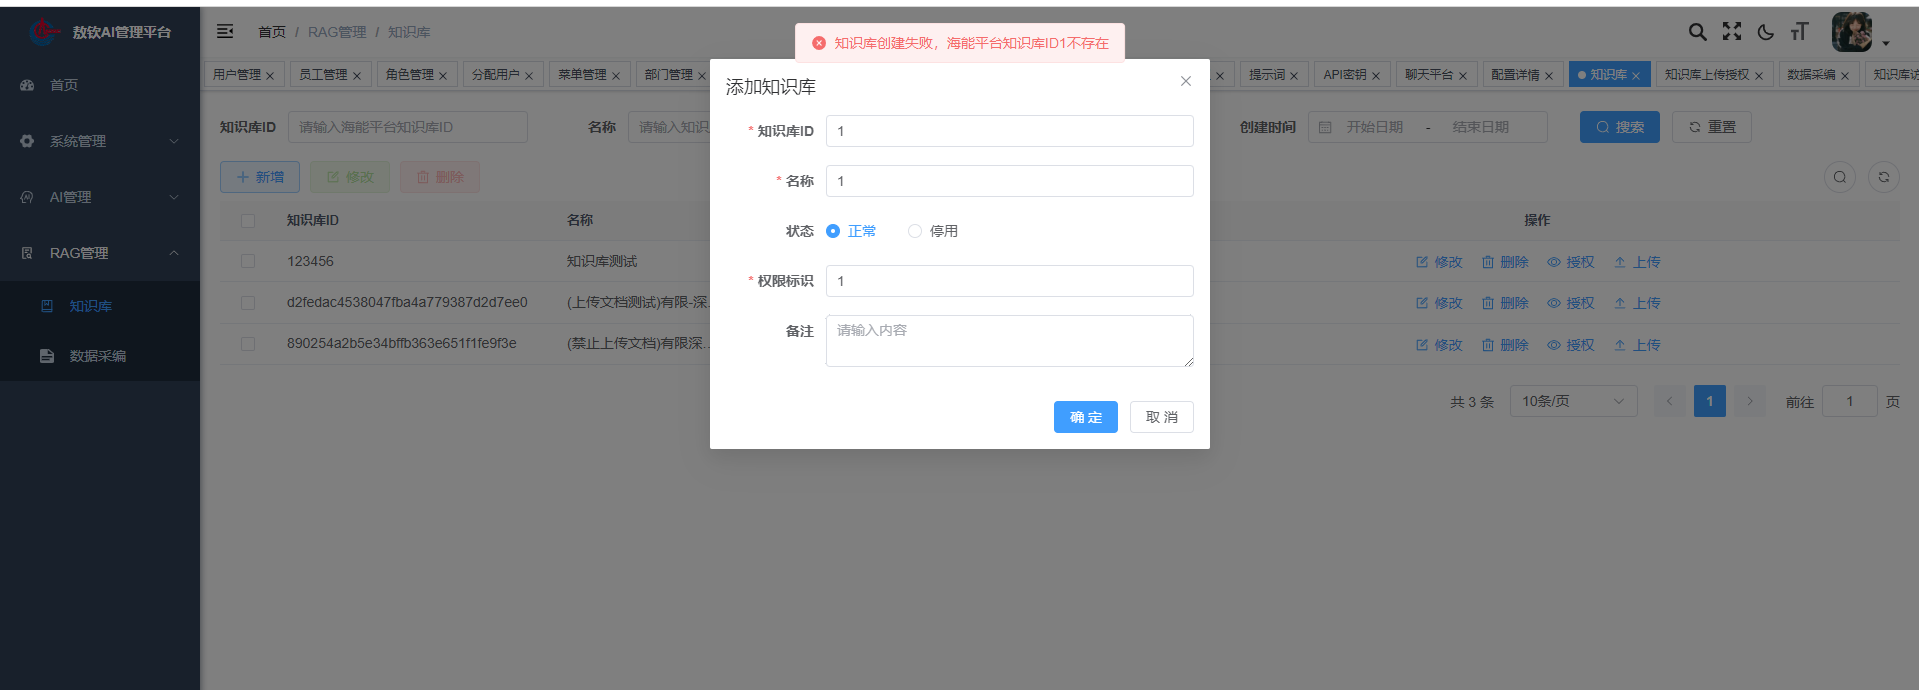 敖钦AI管理平台
首页 / RAG管理 / 知识库
知识库创建失败，海能平台知识库ID1不存在
用户管理 员工管理 角色管理 分配用户 菜单管理 部门管理 提示词 API密钥 聊天平台 配置详情 知识库 知识库上传授权 数据采编 知识库访
首页
系统管理
AI管理
RAG管理
知识库
数据采编
知识库ID 请输入海能平台知识库ID 名称 请输入知识 创建时间 开始日期 - 结束日期 搜索 重置
新增 修改 删除
知识库ID 名称 操作
123456 知识库测试 修改 删除 授权 上传
d2fedac4538047fba4a779387d2d7ee0 (上传文档测试)有限-深... 修改 删除 授权 上传
890254a2b5e34bffb363e651f1fe9f3e (禁止上传文档)有限深... 修改 删除 授权 上传
共 3 条 10条/页 1 前往 1 页
添加知识库
* 知识库ID 1
* 名称 1
状态 正常 停用
* 权限标识 1
备注 请输入内容
确 定 取 消